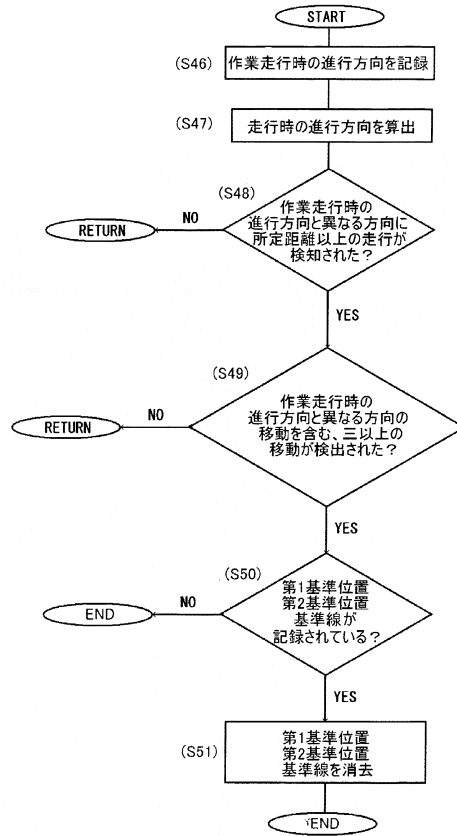 START
(S46)
作業走行時の進行方向を記録
(S47)
走行時の進行方向を算出
(S48)
作業走行時の
進行方向と異なる方向に
所定距離以上の走行が
検知された？
NO
RETURN
YES
(S49)
作業走行時の
進行方向と異なる方向の
移動を含む、三以上の
移動が検出された？
NO
RETURN
YES
(S50)
第1基準位置
第2基準位置
基準線が
記録されている？
NO
END
YES
(S51)
第1基準位置
第2基準位置
基準線を消去
END